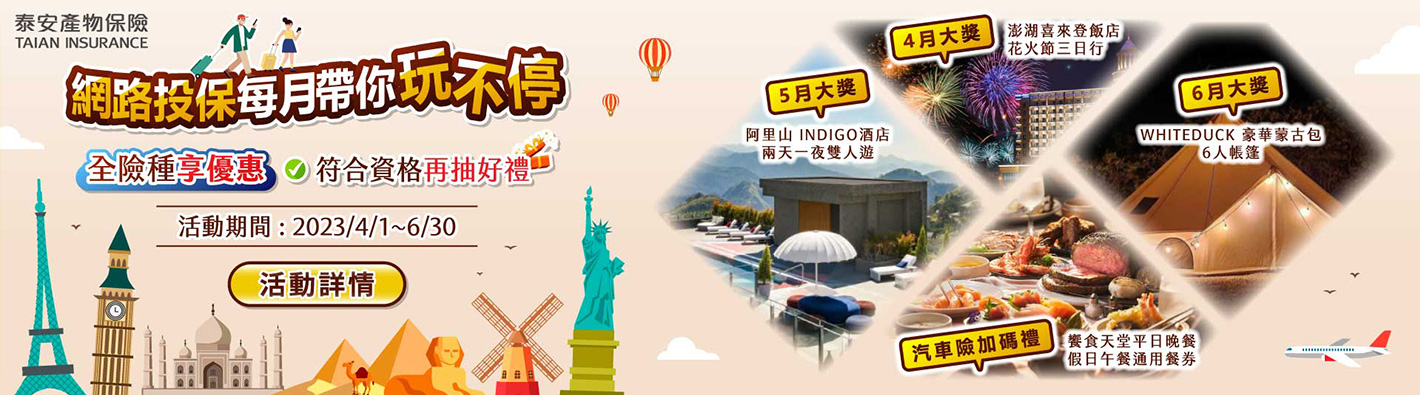 泰安產物保險
TAIAN INSURANCE
網路投保每月帶你玩不停
全險種享優惠
符合資格再抽好禮
活動期間：2023/4/1~6/30
活動詳情
4月大獎
澎湖喜來登飯店
花火節三日行
5月大獎
阿里山 INDIGO酒店
兩天一夜雙人遊
6月大獎
WHITEDUCK 豪華蒙古包
6人帳篷
汽車險加碼禮
饗食天堂平日晚餐
假日午餐通用餐券